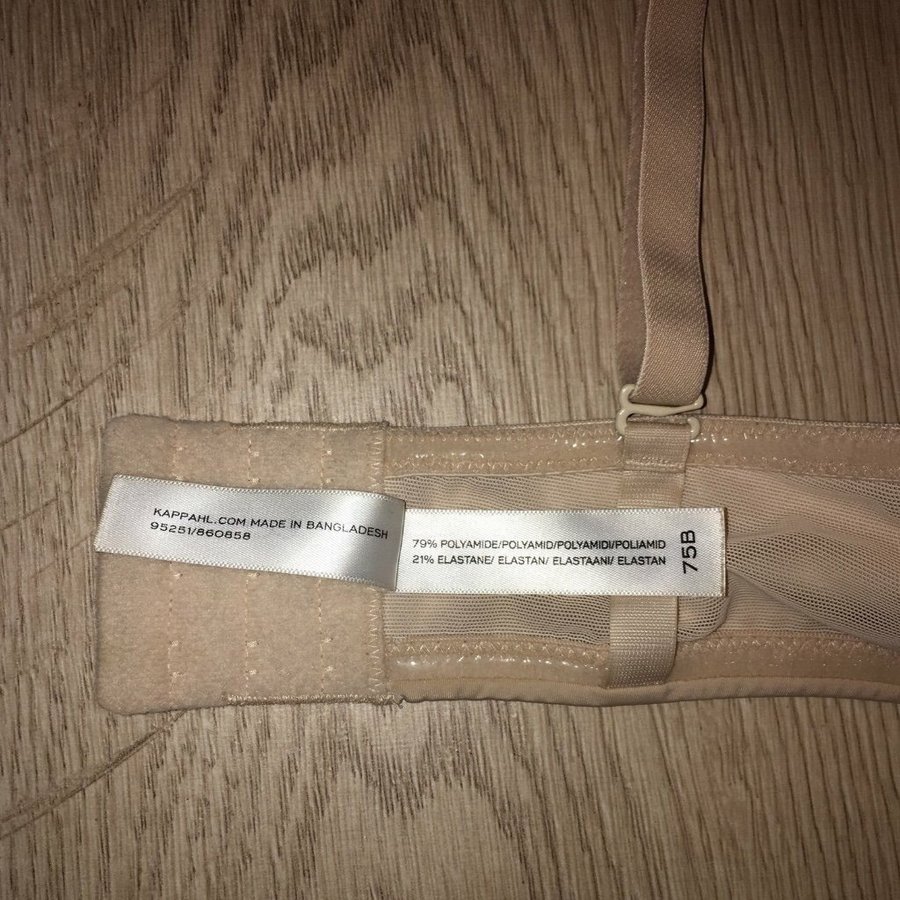 KAPPAHL.COM MADE IN BANGLADESH
95251/860858
79% POLYAMIDE/POLYAMID/POLYAMIDI/POLIAMID
21% ELASTANE/ ELASTAN/ ELASTAANI/ ELASTAN
75B